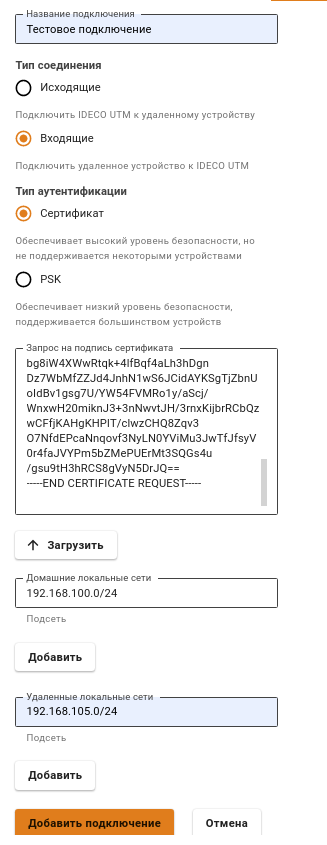 Название подключения
Тестовое подключение
Тип соединения
Исходящие
Подключить IDECO UTM к удаленному устройству
Входящие
Подключить удаленное устройство к IDECO UTM
Тип аутентификации
Сертификат
Обеспечивает высокий уровень безопасности, но
не поддерживается некоторыми устройствами
PSK
Обеспечивает низкий уровень безопасности,
поддерживается большинством устройств
Запрос на подпись сертификата
bg8iW4XWwRtqk+4lfBqf4aLh3hDgn
Dz7WbMfZZJd4JnhN1wS6JCidAYKSgTjZbnU
oldBv1gsg7U/YW54FVMRo1y/aScj/
WnxwH20miknJ3+3nNwvtJH/3rnxKijbrRCbQz
wCFfjKAHgKHPIT/clwzCHQ8Zqv3
O7NfdEPcaNnqovf3NyLN0YViMu3JwTfJfsyV
0r4faJVYPm5bZMePUErMt3SQGs4u
/gsu9tH3hRCS8gVyN5DrJQ==
-----END CERTIFICATE REQUEST-----
Загрузить
Домашние локальные сети
192.168.100.0/24
Подсеть
Добавить
Удаленные локальные сети
192.168.105.0/24
Подсеть
Добавить
Добавить подключение
Отмена